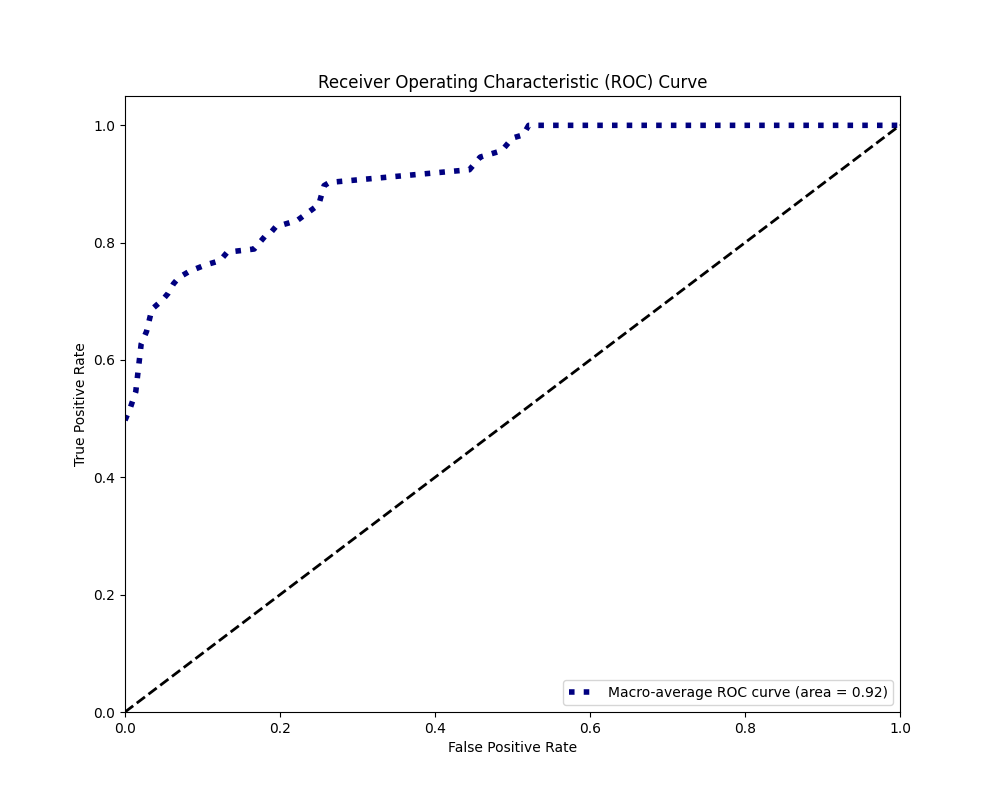 Receiver Operating Characteristic (ROC) Curve
True Positive Rate
1.0
0.8
0.6
0.4
0.2
0.0
0.0 0.2 0.4 0.6 0.8 1.0
False Positive Rate
Macro-average ROC curve (area = 0.92)